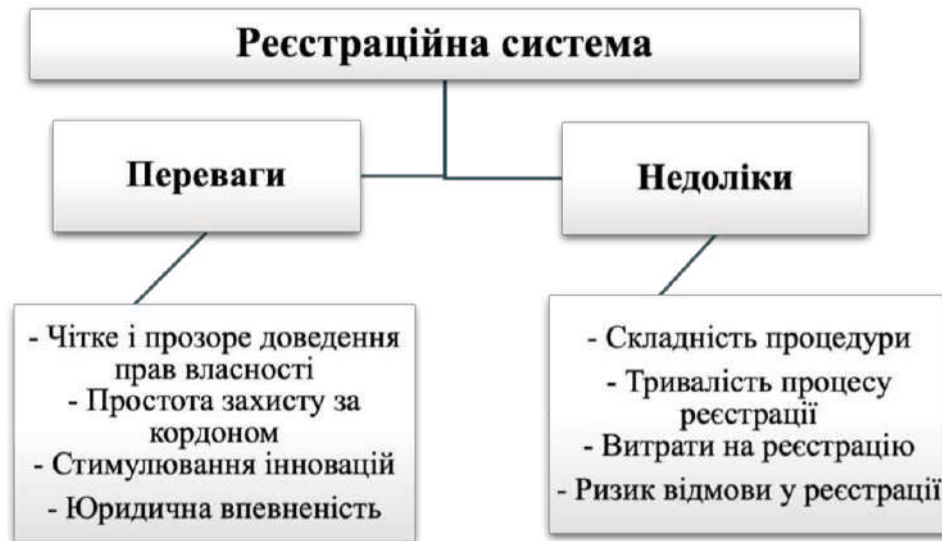 Реєстраційна система
Переваги
Недоліки
- Чітке і прозоре доведення
прав власності
- Простота захисту за
кордоном
- Стимулювання інновацій
- Юридична впевненість
- Складність процедури
- Тривалість процесу
реєстрації
- Витрати на реєстрацію
- Ризик відмови у реєстрації